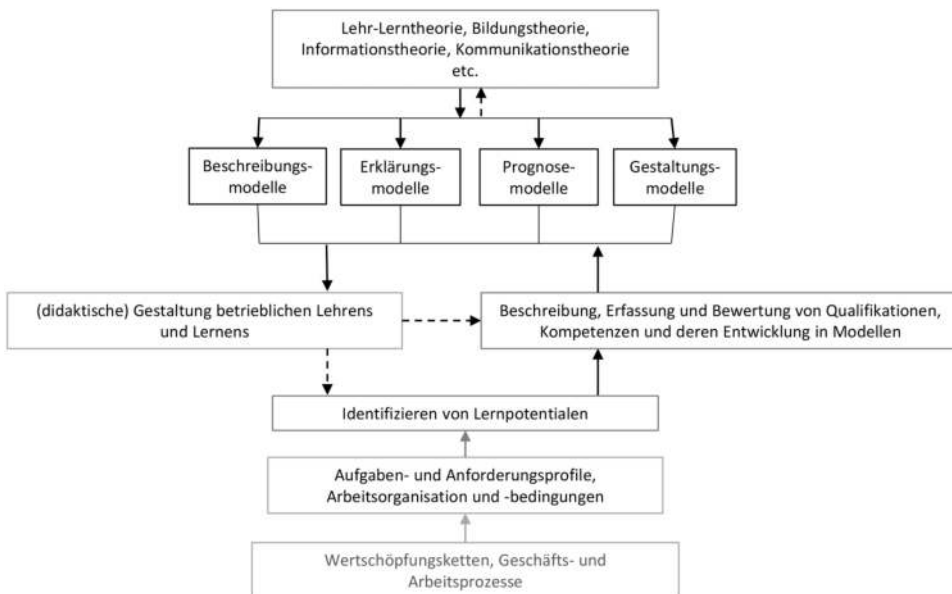 Lehr-Lerntheorie, Bildungstheorie,
Informationstheorie, Kommunikationstheorie
etc.
Beschreibungs-
modelle
Erklärungs-
modelle
Prognose-
modelle
Gestaltungs-
modelle
(didaktische) Gestaltung betrieblichen Lehrens
und Lernens
Beschreibung, Erfassung und Bewertung von Qualifikationen,
Kompetenzen und deren Entwicklung in Modellen
Identifizieren von Lernpotentialen
Aufgaben- und Anforderungsprofile,
Arbeitsorganisation und -bedingungen
Wertschöpfungsketten, Geschäfts- und
Arbeitsprozesse